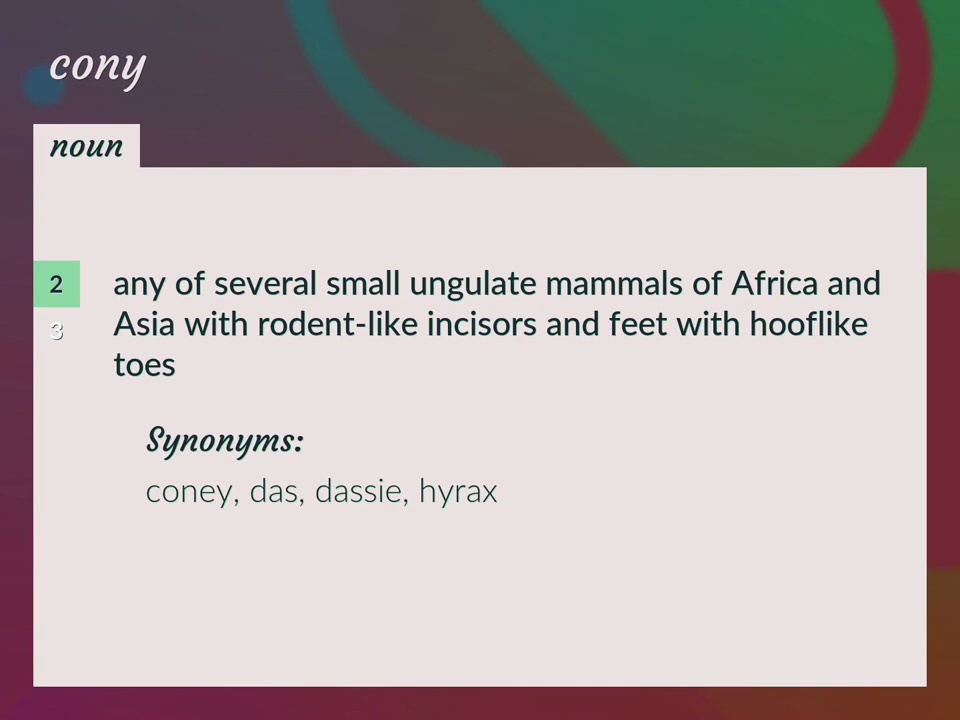 cony
noun
2
any of several small ungulate mammals of Africa and
Asia with rodent-like incisors and feet with hooflike
toes
3
Synonyms:
coney, das, dassie, hyrax